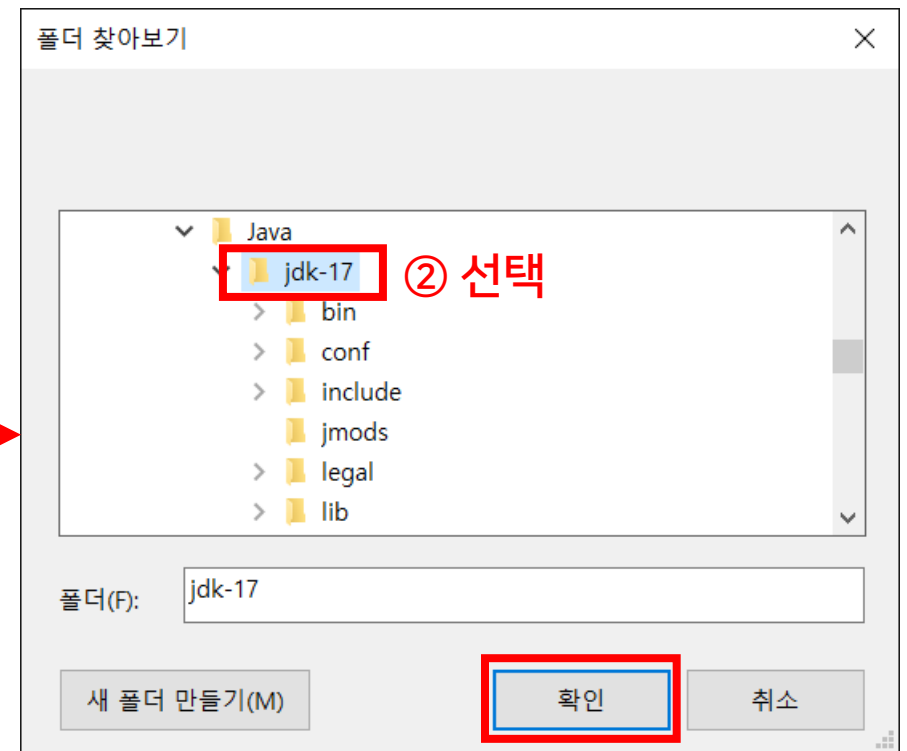 폴더 찾아보기
Java
jdk-17 ② 선택
bin
conf
include
jmods
legal
lib
폴더(F): jdk-17
새 폴더 만들기(M) 확인 취소